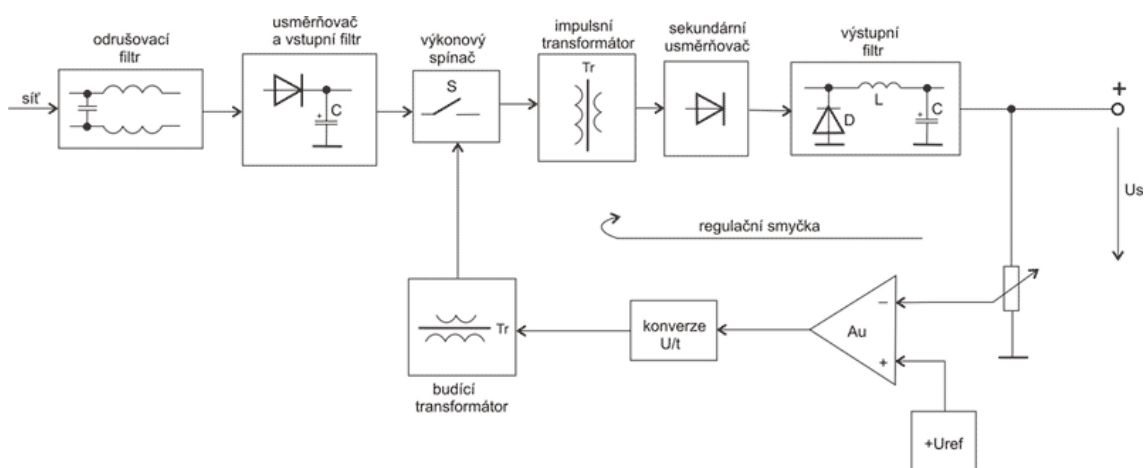 odrušovací
filtr
usměrňovač
a vstupní filtr
výkonový
spínač
impulsní
transformátor
sekundární
usměrňovač
výstupní
filtr
síť
+
C
S
Tr
L
D
+
C
+
Us
regulační smyčka
Tr
budící
transformátor
konverze
U/t
Au
−
+
+Uref